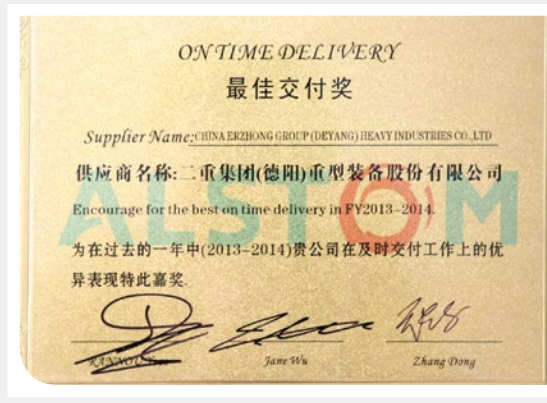 ON TIME DELIVERY
最佳交付奖
Supplier Name:CHINA ERZHONG GROUP (DEYANG) HEAVY INDUSTRIES CO.,LTD
供应商名称:二重集团(德阳)重型装备股份有限公司
Encourage for the best on time delivery in FY2013-2014.
ALSTOM
为在过去的一年中(2013-2014)贵公司在及时交付工作上的优
异表现特此嘉奖.
Jane Wu
Zhang Dong